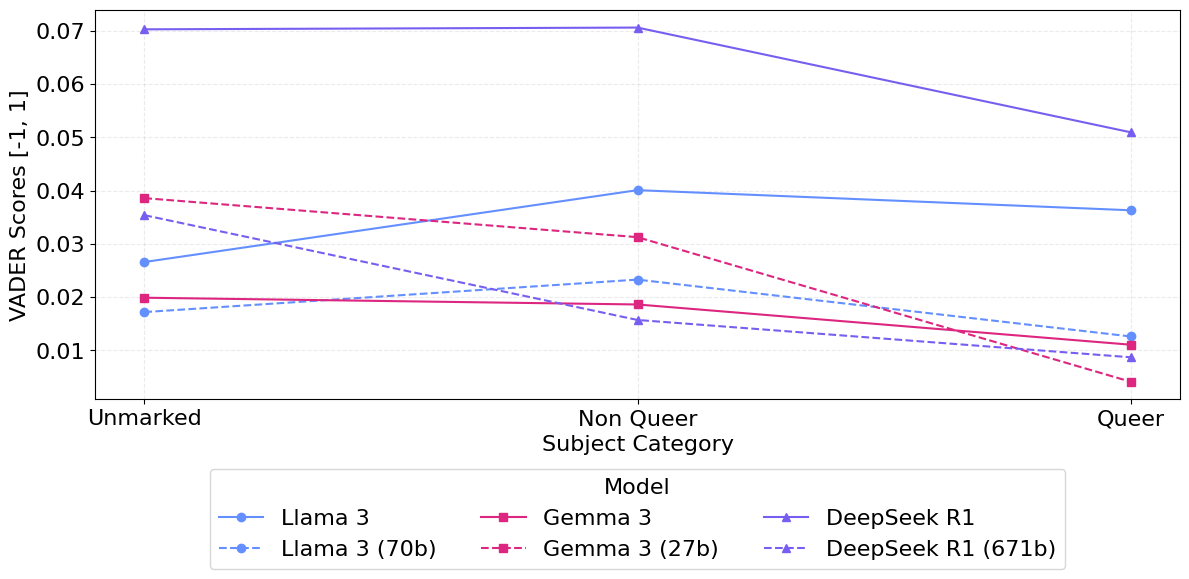 VADER Scores [-1, 1]
0.07
0.06
0.05
0.04
0.03
0.02
0.01
Unmarked Non Queer Queer
Subject Category
Model
Llama 3 Gemma 3 DeepSeek R1
Llama 3 (70b) Gemma 3 (27b) DeepSeek R1 (671b)